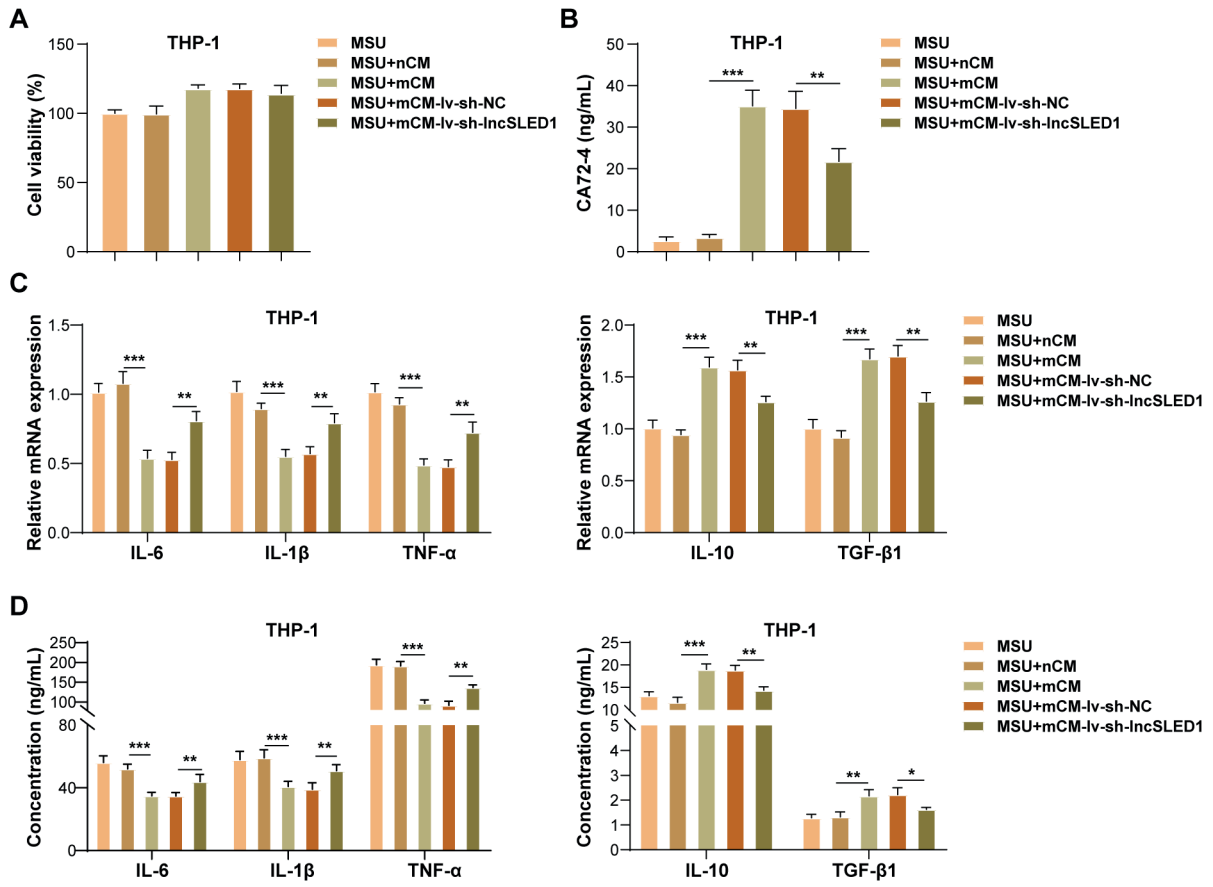 A
THP-1
Cell viability (%)
150
100
50
0
MSU
MSU+nCM
MSU+mCM
MSU+mCM-lv-sh-NC
MSU+mCM-lv-sh-lncSLED1
B
THP-1
CA72-4 (ng/mL)
50
40
30
20
10
0
***
**
MSU
MSU+nCM
MSU+mCM
MSU+mCM-lv-sh-NC
MSU+mCM-lv-sh-lncSLED1
C
THP-1
Relative mRNA expression
1.5
1.0
0.5
0.0
***
**
***
**
***
**
IL-6
IL-1β
TNF-α
THP-1
Relative mRNA expression
2.0
1.5
1.0
0.5
0.0
***
**
***
**
IL-10
TGF-β1
MSU
MSU+nCM
MSU+mCM
MSU+mCM-lv-sh-NC
MSU+mCM-lv-sh-lncSLED1
D
THP-1
Concentration (ng/mL)
250
200
150
100
80
40
0
***
**
***
**
***
**
IL-6
IL-1β
TNF-α
THP-1
Concentration (ng/mL)
25
20
15
10
5
4
3
2
1
0
***
**
**
*
IL-10
TGF-β1
MSU
MSU+nCM
MSU+mCM
MSU+mCM-lv-sh-NC
MSU+mCM-lv-sh-lncSLED1